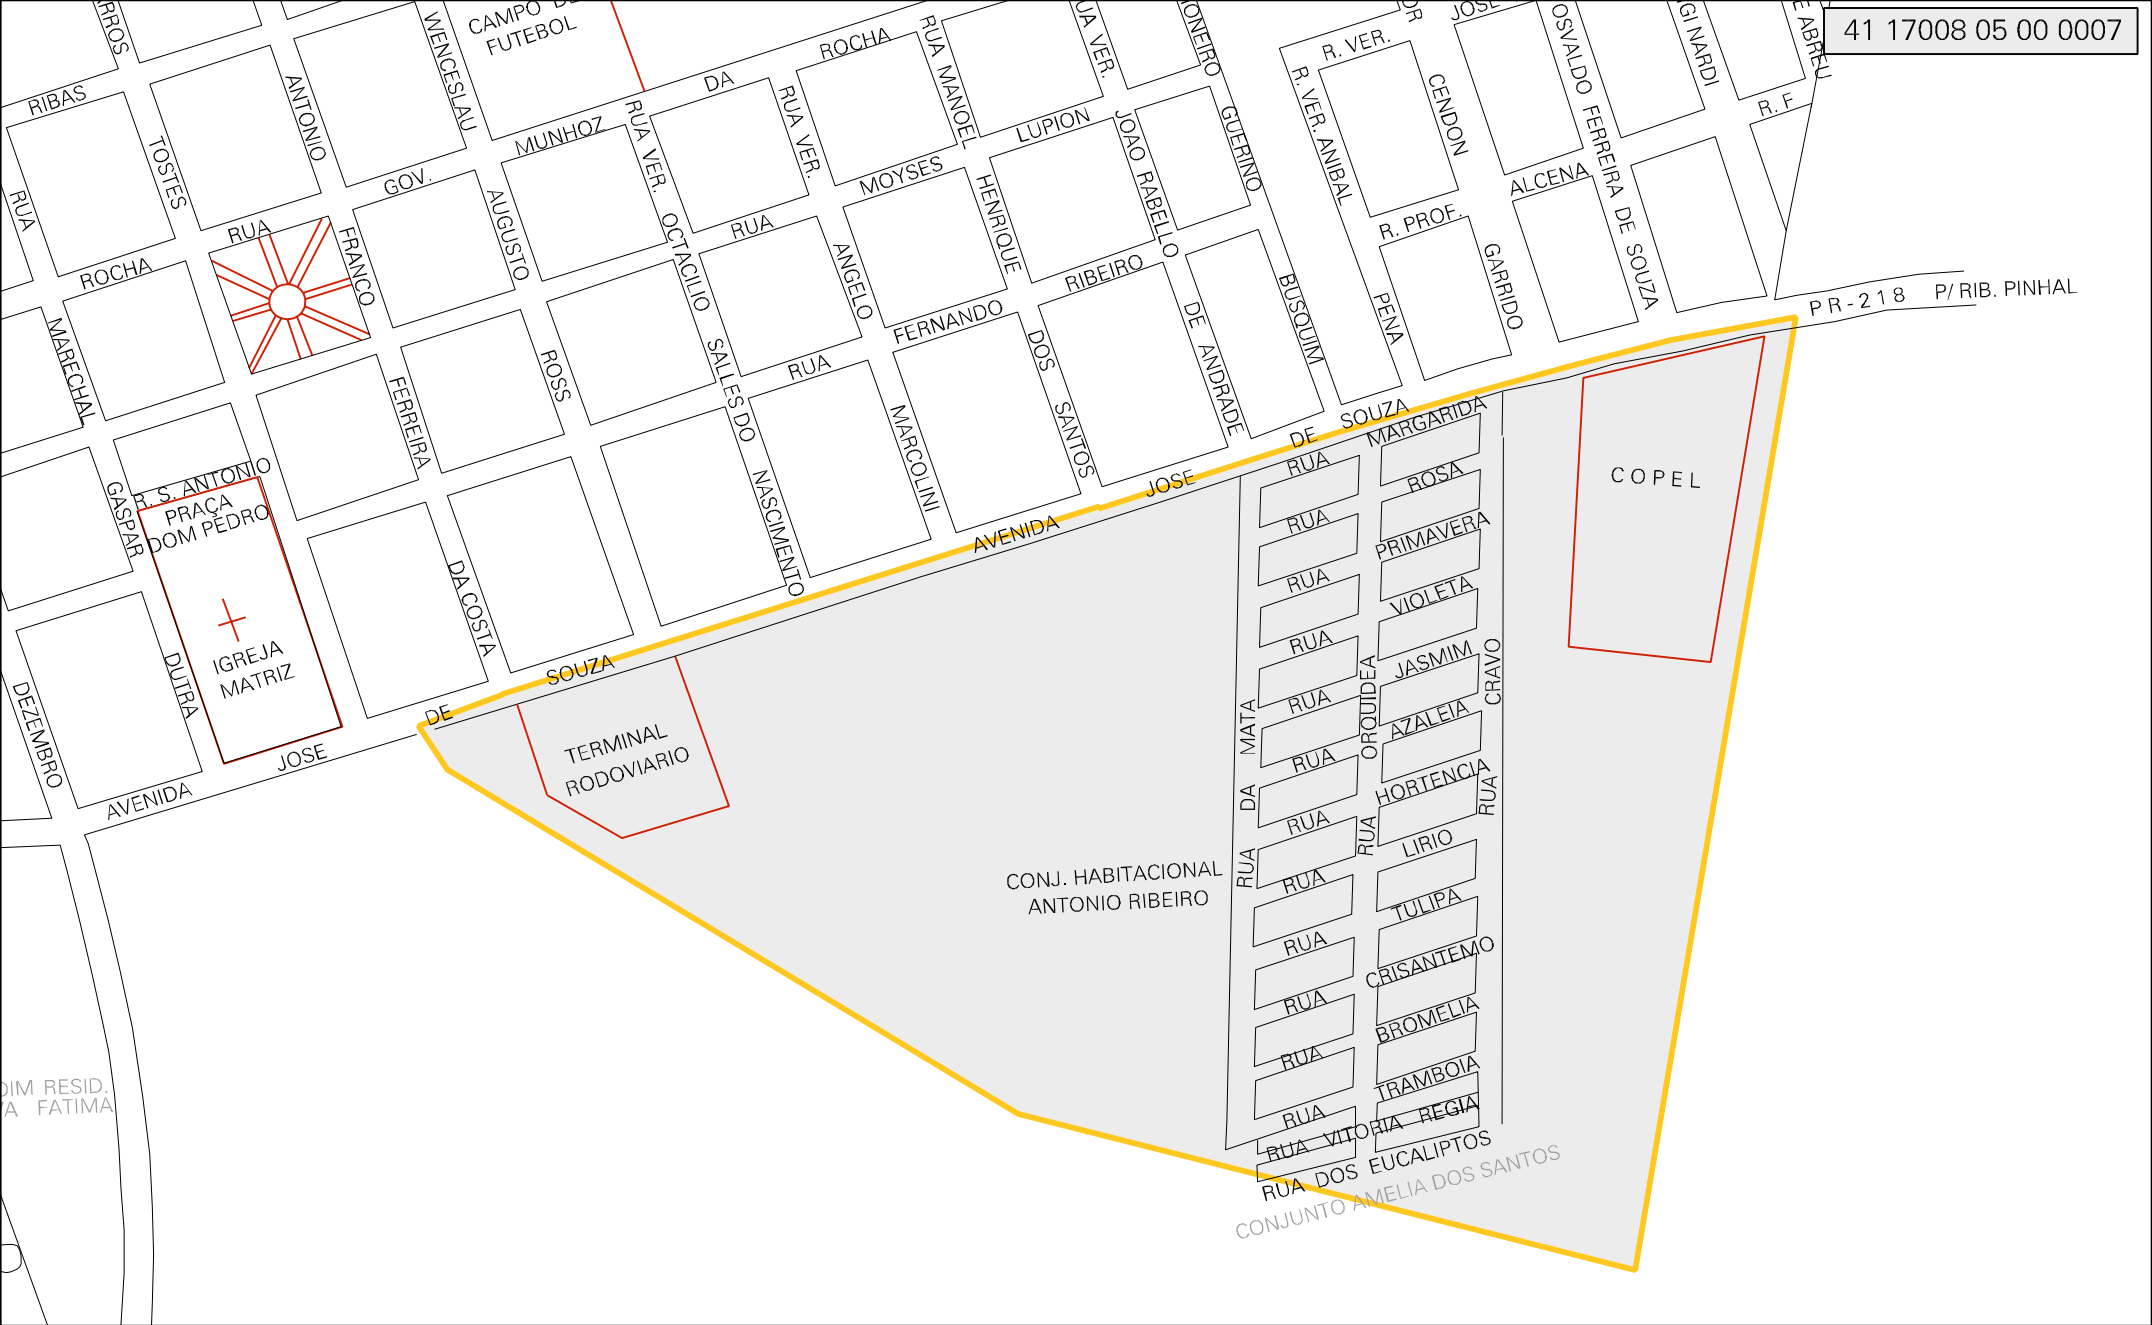 41 17008 05 00 0007
CAMPO DE
FUTEBOL
RIBAS
TOSTES
ANTONIO
WENCESLAU
MUNHOZ
DA
ROCHA
RUA MANOEL
RUA VER.
RUA VER. OCTACILIO
SALLES DO
NASCIMENTO
GOV.
AUGUSTO
MOYSES
LUPION
HENRIQUE
JOAO RABELLO
GUERINO
R. VER.
R. VER. ANIBAL
CENDON
OSVALDO FERREIRA DE SOUZA
GI NARDI
R. F
ALCENA
R. PROF.
GARRIDO
RUA
ROCHA
RUA
FRANCO
RUA
ANGELO
RIBEIRO
FERNANDO
DE ANDRADE
BUSQUIM
PENA
PR-218 P/ RIB. PINHAL
MARECHAL
GASPAR
DUTRA
FERREIRA
DA COSTA
ROSS
RUA
MARCOLINI
DOS
SANTOS
R. S. ANTONIO
PRAÇA
DOM PEDRO
IGREJA
MATRIZ
DEZEMBRO
AVENIDA
JOSE
DE
SOUZA
AVENIDA
JOSE
DE
SOUZA
TERMINAL
RODOVIARIO
CONJ. HABITACIONAL
ANTONIO RIBEIRO
COPEL
RUA DA MATA
RUA ORQUIDEA
RUA CRAVO
RUA MARGARIDA
RUA ROSA
RUA PRIMAVERA
RUA VIOLETA
RUA JASMIM
RUA AZALEIA
RUA HORTENCIA
RUA LIRIO
RUA TULIPA
RUA CRISANTEMO
RUA BROMELIA
RUA TRAMBOIA
RUA VITORIA REGIA
RUA DOS EUCALIPTOS
CONJUNTO AMELIA DOS SANTOS
RESID.
FATIMA